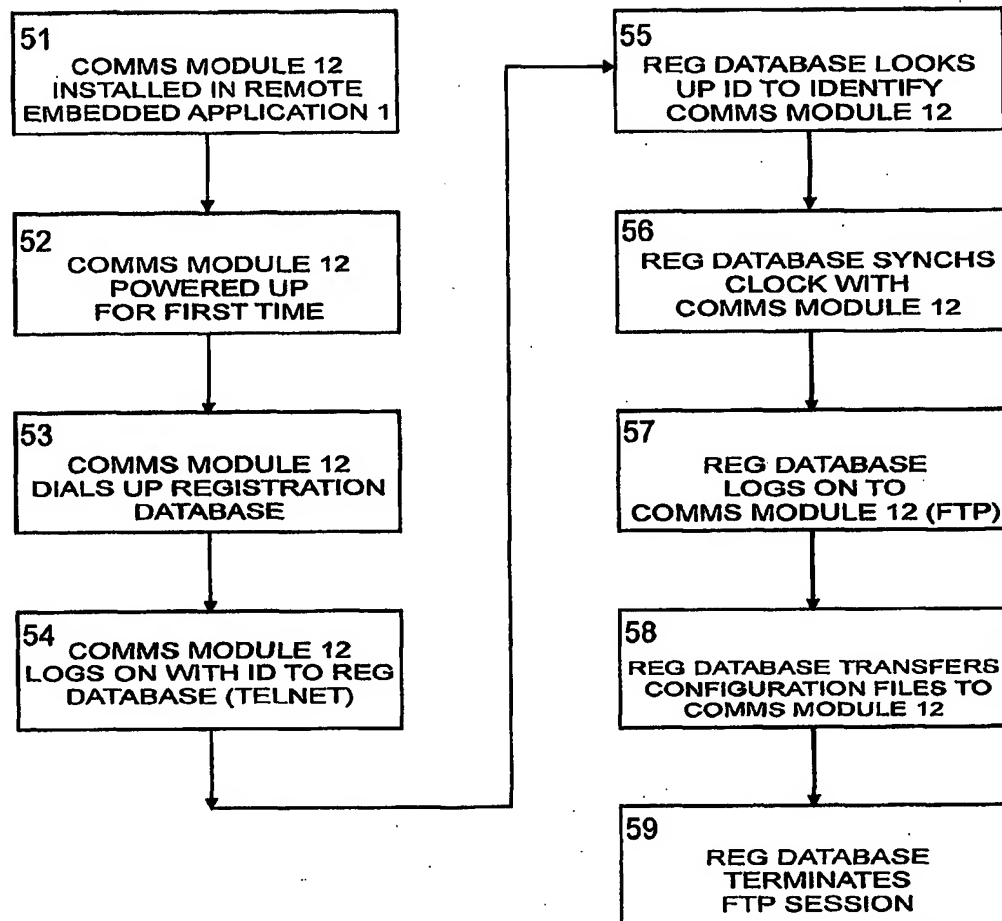 51
COMMS MODULE 12
INSTALLED IN REMOTE
EMBEDDED APPLICATION 1
52
COMMS MODULE 12
POWERED UP
FOR FIRST TIME
53
COMMS MODULE 12
DIALS UP REGISTRATION
DATABASE
54
COMMS MODULE 12
LOGS ON WITH ID TO REG
DATABASE (TELNET)
55
REG DATABASE LOOKS
UP ID TO IDENTIFY
COMMS MODULE 12
56
REG DATABASE SYNCHS
CLOCK WITH
COMMS MODULE 12
57
REG DATABASE
LOGS ON TO
COMMS MODULE 12 (FTP)
58
REG DATABASE TRANSFERS
CONFIGURATION FILES TO
COMMS MODULE 12
59
REG DATABASE
TERMINATES
FTP SESSION